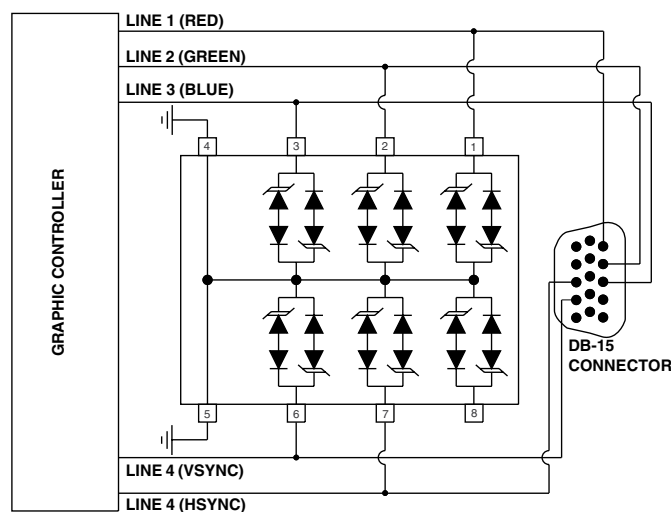 LINE 1 (RED)
LINE 2 (GREEN)
LINE 3 (BLUE)
4
3
2
1
GRAPHIC CONTROLLER
DB-15
CONNECTOR
5
6
7
8
LINE 4 (VSYNC)
LINE 4 (HSYNC)